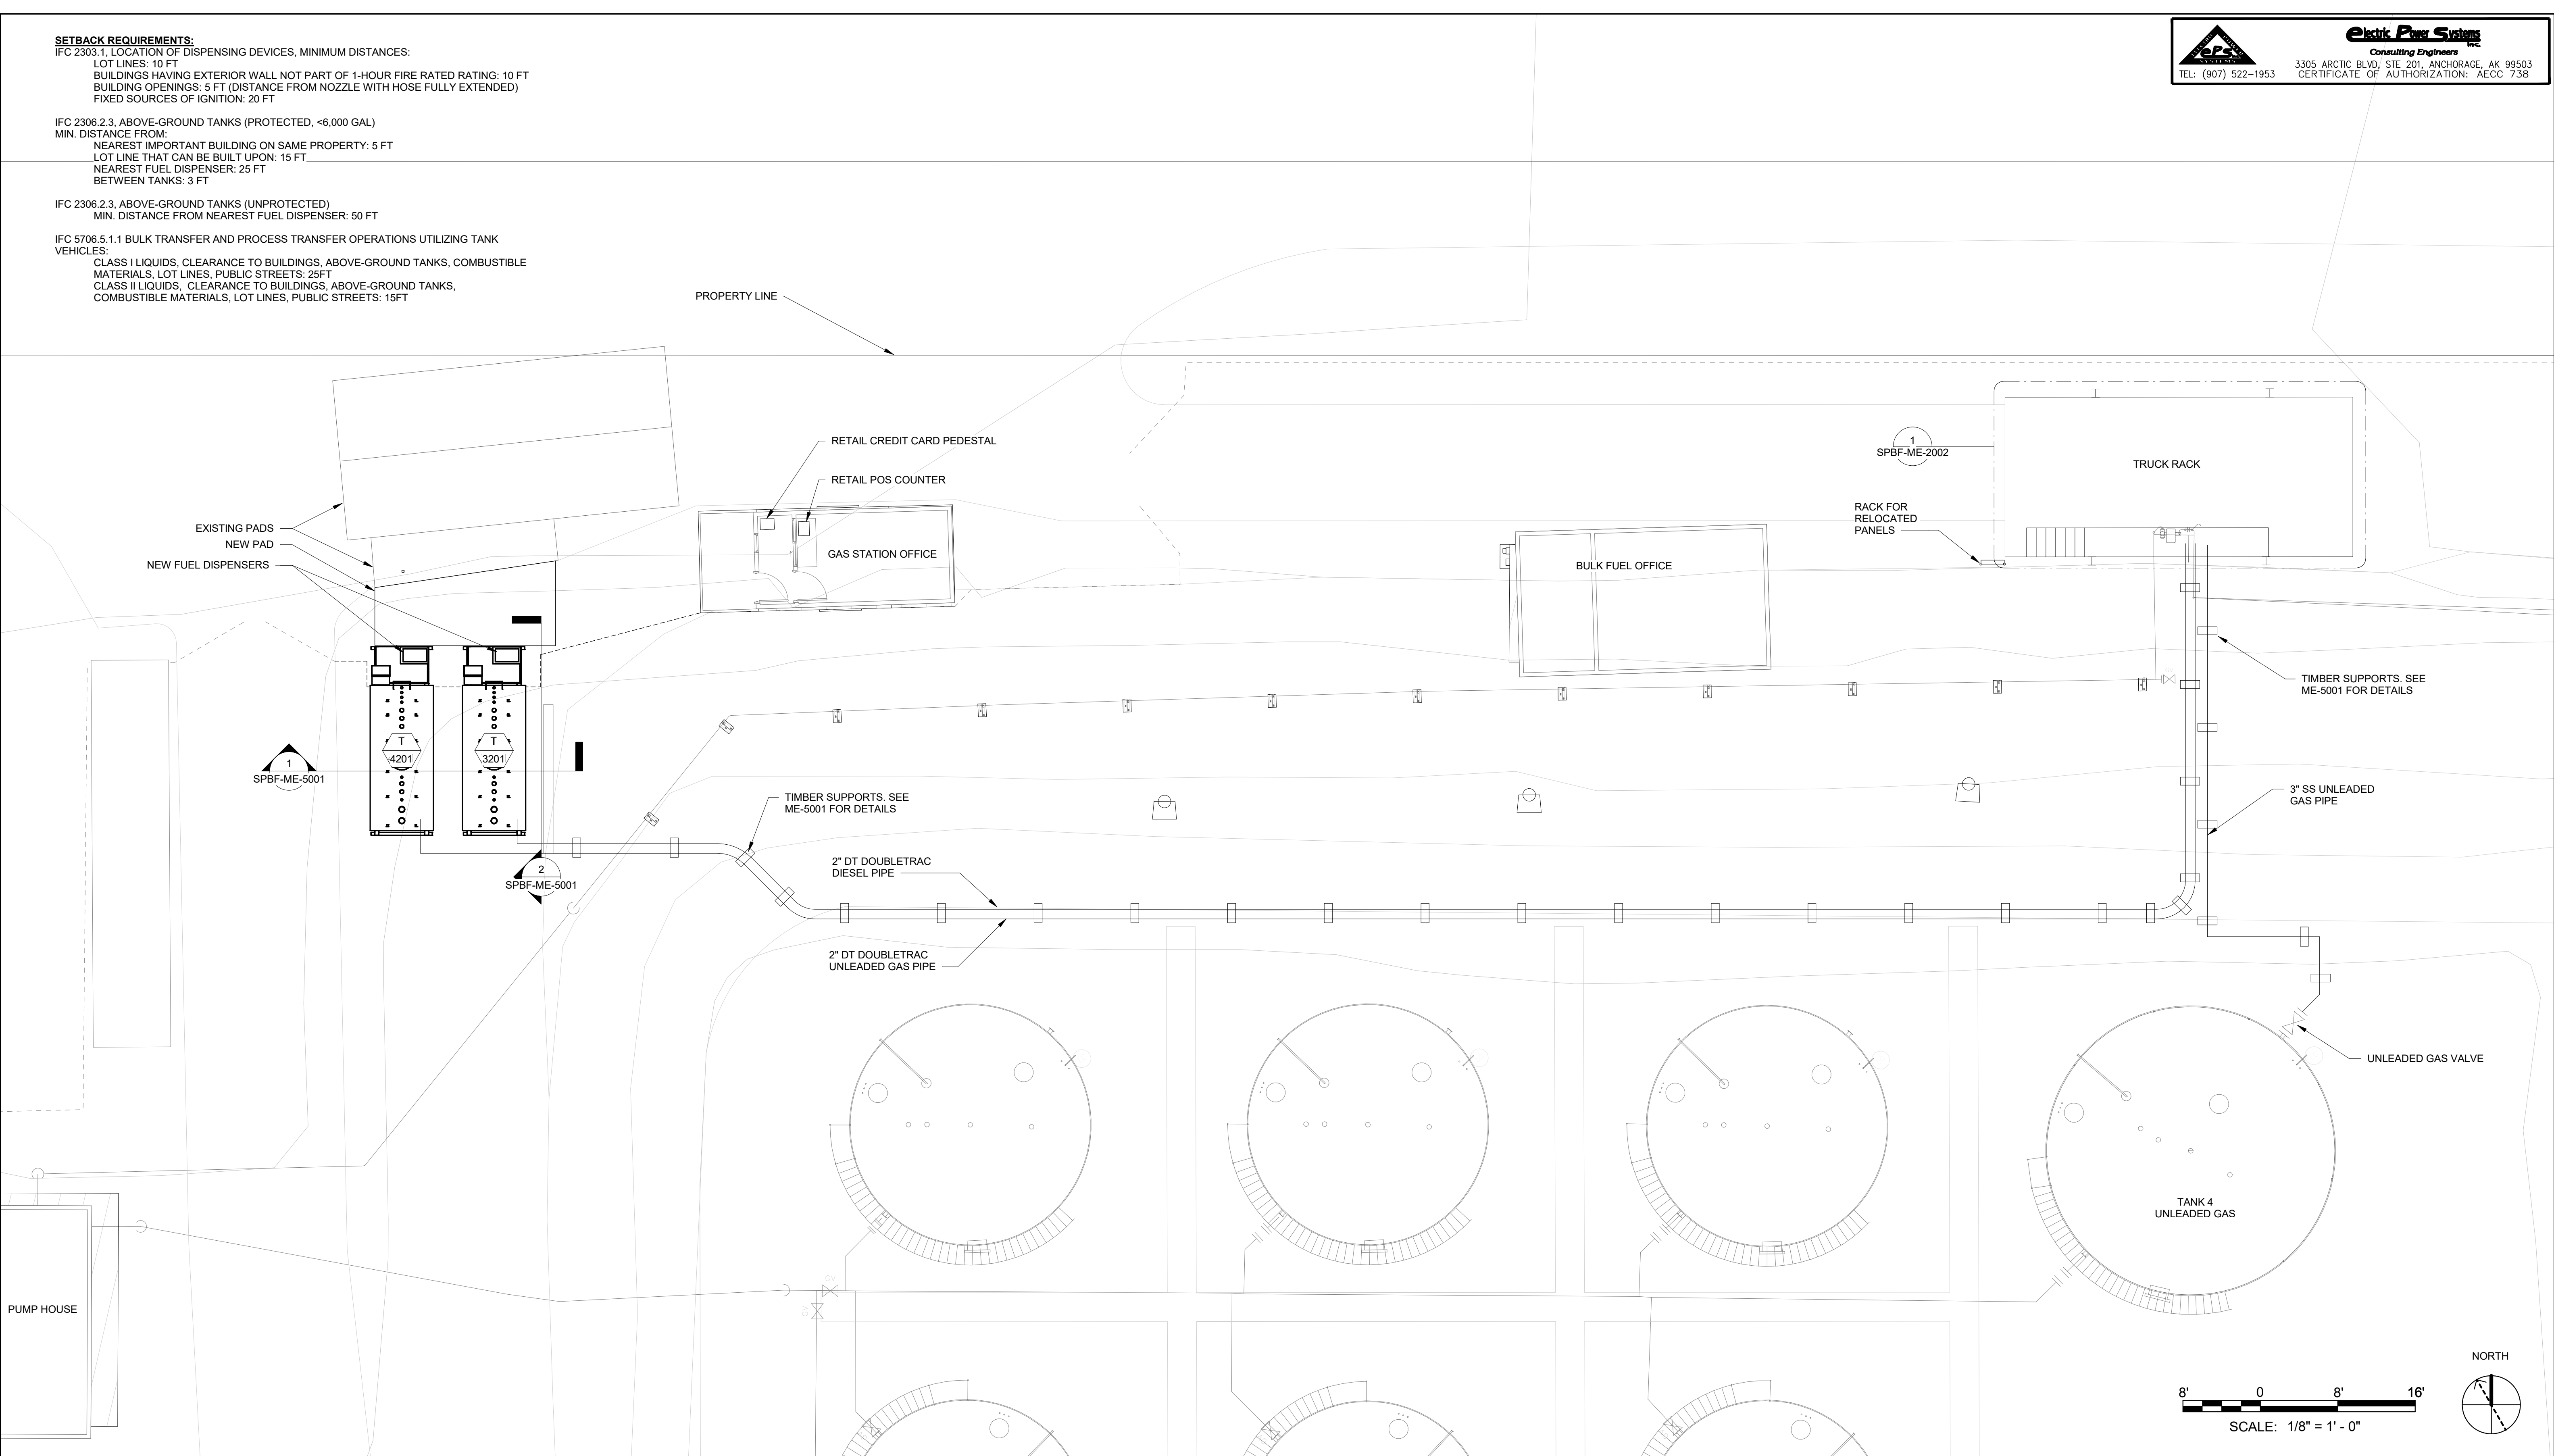 SETBACK REQUIREMENTS:
IFC 2303.1, LOCATION OF DISPENSING DEVICES, MINIMUM DISTANCES:
LOT LINES: 10 FT
BUILDINGS HAVING EXTERIOR WALL NOT PART OF 1-HOUR FIRE RATED RATING: 10 FT
BUILDING OPENINGS: 5 FT (DISTANCE FROM NOZZLE WITH HOSE FULLY EXTENDED)
FIXED SOURCES OF IGNITION: 20 FT
IFC 2306.2.3, ABOVE-GROUND TANKS (PROTECTED, <6,000 GAL)
MIN. DISTANCE FROM:
NEAREST IMPORTANT BUILDING ON SAME PROPERTY: 5 FT
LOT LINE THAT CAN BE BUILT UPON: 15 FT
NEAREST FUEL DISPENSER: 25 FT
BETWEEN TANKS: 3 FT
IFC 2306.2.3, ABOVE-GROUND TANKS (UNPROTECTED)
MIN. DISTANCE FROM NEAREST FUEL DISPENSER: 50 FT
IFC 5706.5.1.1 BULK TRANSFER AND PROCESS TRANSFER OPERATIONS UTILIZING TANK
VEHICLES:
CLASS I LIQUIDS, CLEARANCE TO BUILDINGS, ABOVE-GROUND TANKS, COMBUSTIBLE
MATERIALS, LOT LINES, PUBLIC STREETS: 25FT
CLASS II LIQUIDS, CLEARANCE TO BUILDINGS, ABOVE-GROUND TANKS,
COMBUSTIBLE MATERIALS, LOT LINES, PUBLIC STREETS: 15FT
ePS
SYSTEMS
TEL: (907) 522-1953
Electric Power Systems
Inc.
Consulting Engineers
3305 ARCTIC BLVD, STE 201, ANCHORAGE, AK 99503
CERTIFICATE OF AUTHORIZATION: AECC 738
PROPERTY LINE
RETAIL CREDIT CARD PEDESTAL
RETAIL POS COUNTER
EXISTING PADS
NEW PAD
NEW FUEL DISPENSERS
GAS STATION OFFICE
BULK FUEL OFFICE
1
SPBF-ME-2002
TRUCK RACK
RACK FOR
RELOCATED
PANELS
TIMBER SUPPORTS. SEE
ME-5001 FOR DETAILS
T
4201
T
3201
1
SPBF-ME-5001
2
SPBF-ME-5001
TIMBER SUPPORTS. SEE
ME-5001 FOR DETAILS
3" SS UNLEADED
GAS PIPE
2" DT DOUBLETRAC
DIESEL PIPE
2" DT DOUBLETRAC
UNLEADED GAS PIPE
UNLEADED GAS VALVE
TANK 4
UNLEADED GAS
GV
GV
PUMP HOUSE
NORTH
8' 0 8' 16'
SCALE: 1/8" = 1' - 0"